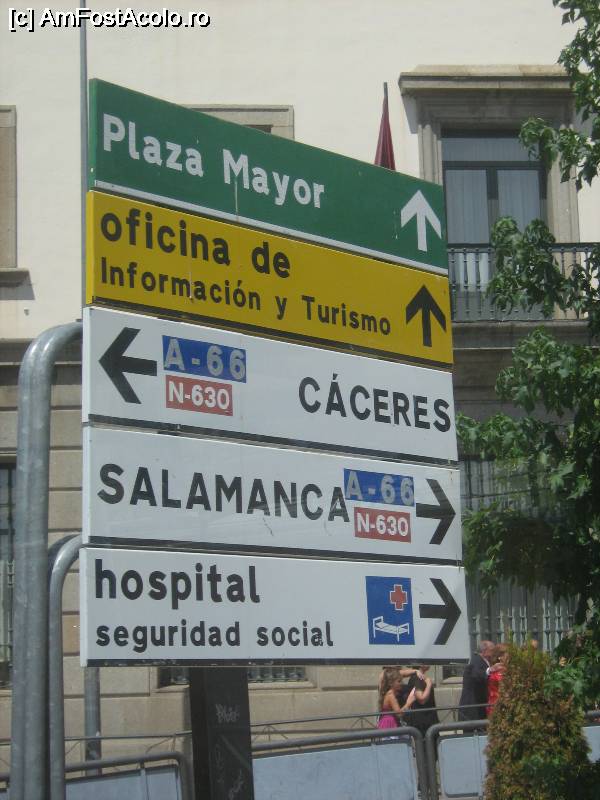 [c] AmFostAcolo.ro
Plaza Mayor
oficina de
Información y Turismo
A-66
N-630
CÁCERES
SALAMANCA
A-66
N-630
hospital
seguridad social